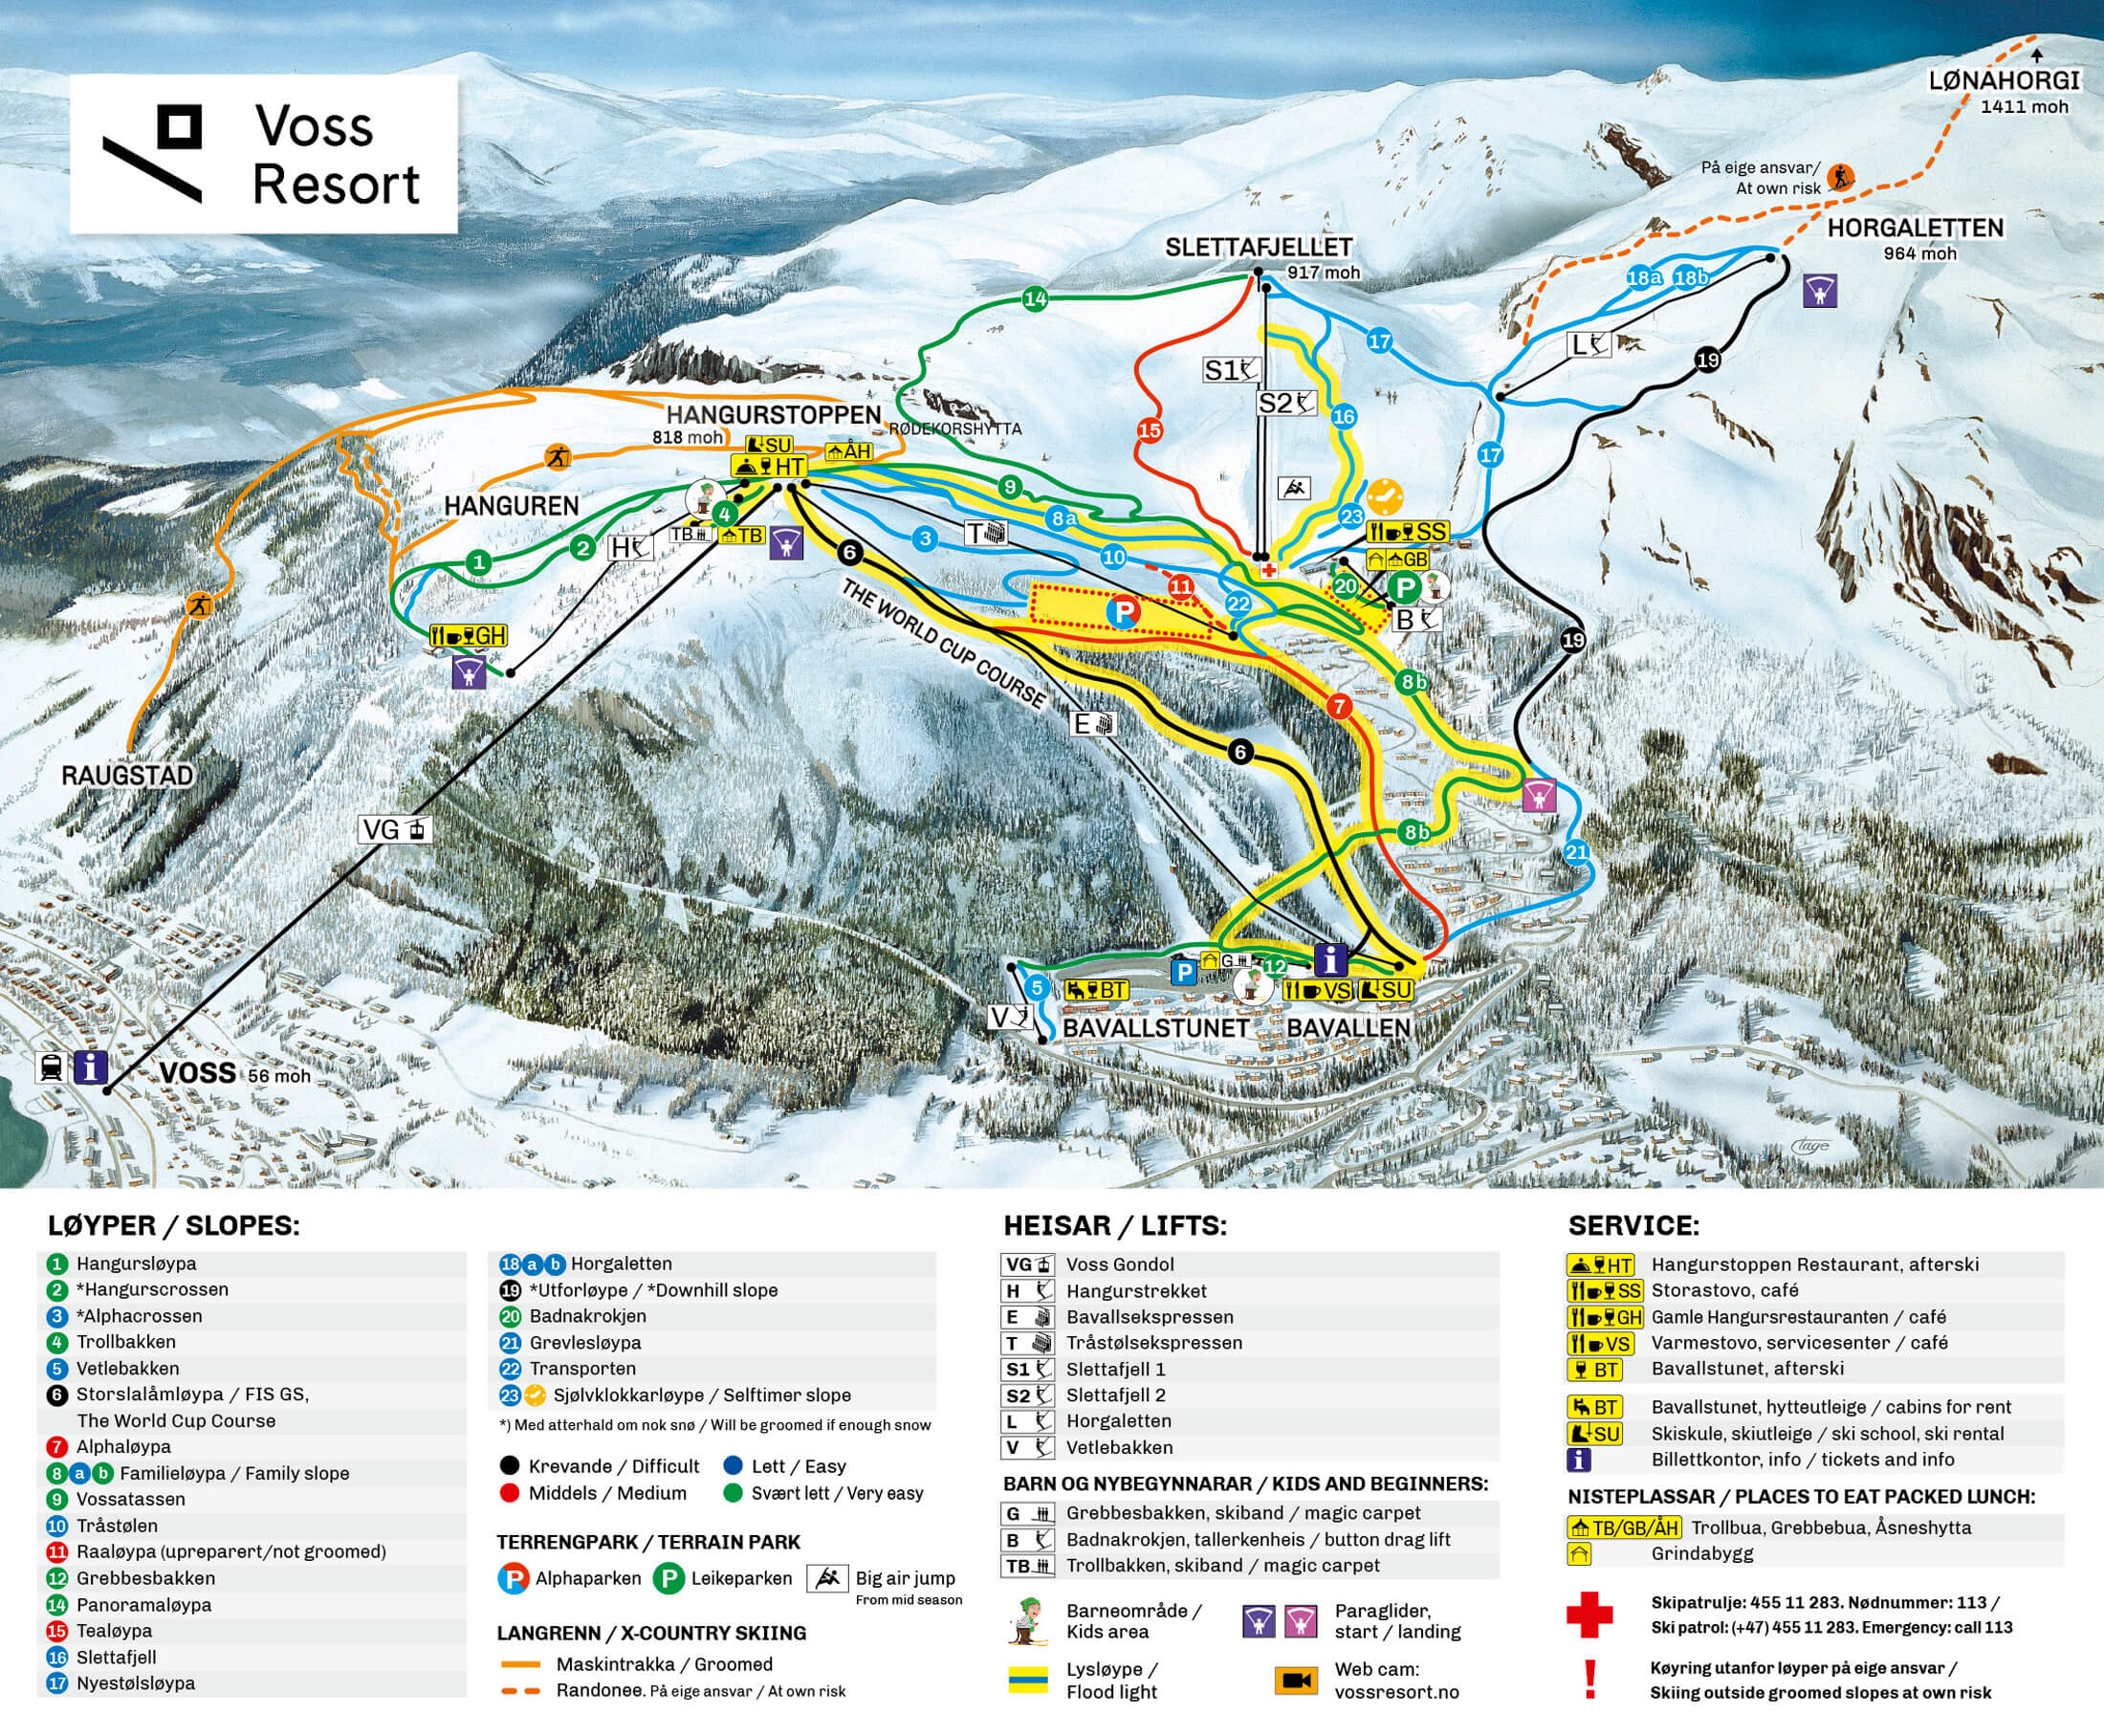 Voss
Resort
LØNAHORGI
1411 moh
På eige ansvar/
At own risk
HORGALETTEN
964 moh
SLETTAFJELLET
917 moh
14
18a
18b
17
L
19
S1
S2
15
16
17
HANGURSTOPPEN
818 moh
RØDEKORSHYTTA
SU
ÅH
HT
HANGUREN
9
8a
4
TB
TB
H
T
3
10
6
23
SS
GB
1
2
11
20
P
B
22
P
GH
THE WORLD CUP COURSE
19
8b
7
E
6
RAUGSTAD
VG
8b
21
G
12
i
P
5
BT
VS
SU
V
BAVALLSTUNET
BAVALLEN
i
VOSS 56 moh
Tage
LØYPER / SLOPES:
1 Hangursløypa
2 *Hangurscrossen
3 *Alphacrossen
4 Trollbakken
5 Vetlebakken
6 Storslalåmløypa / FIS GS,
The World Cup Course
7 Alphaløypa
8 a b Familieløypa / Family slope
9 Vossatassen
10 Tråstølen
11 Raaløypa (upreparert/not groomed)
12 Grebbesbakken
14 Panoramaløypa
15 Tealøypa
16 Slettafjell
17 Nyestølsløypa
18 a b Horgaletten
19 *Utforløype / *Downhill slope
20 Badnakrokjen
21 Grevlesløypa
22 Transporten
23 Sjølvklokkarløype / Selftimer slope
*) Med atterhald om nok snø / Will be groomed if enough snow
Krevande / Difficult
Lett / Easy
Middels / Medium
Svært lett / Very easy
TERRENGPARK / TERRAIN PARK
P Alphaparken
P Leikeparken
Big air jump
From mid season
LANGRENN / X-COUNTRY SKIING
Maskintrakka / Groomed
Randonee. På eige ansvar / At own risk
HEISAR / LIFTS:
VG Voss Gondol
H Hangurstrekket
E Bavallsekspressen
T Tråstølsekspressen
S1 Slettafjell 1
S2 Slettafjell 2
L Horgaletten
V Vetlebakken
BARN OG NYBEGYNNARAR / KIDS AND BEGINNERS:
G Grebbesbakken, skiband / magic carpet
B Badnakrokjen, tallerkenheis / button drag lift
TB Trollbakken, skiband / magic carpet
Barneområde /
Kids area
Paraglider,
start / landing
Lysløype /
Flood light
Web cam:
vossresort.no
SERVICE:
HT Hangurstoppen Restaurant, afterski
SS Storastovo, café
GH Gamle Hangursrestauranten / café
VS Varmestovo, servicesenter / café
BT Bavallstunet, afterski
BT Bavallstunet, hytteutleige / cabins for rent
SU Skiskule, skiutleige / ski school, ski rental
i Billettkontor, info / tickets and info
NISTEPLASSAR / PLACES TO EAT PACKED LUNCH:
TB/GB/ÅH Trollbua, Grebbebua, Åsneshytta
Grindabygg
Skipatrulje: 455 11 283. Nødnummer: 113 /
Ski patrol: (+47) 455 11 283. Emergency: call 113
! Køyring utanfor løyper på eige ansvar /
Skiing outside groomed slopes at own risk